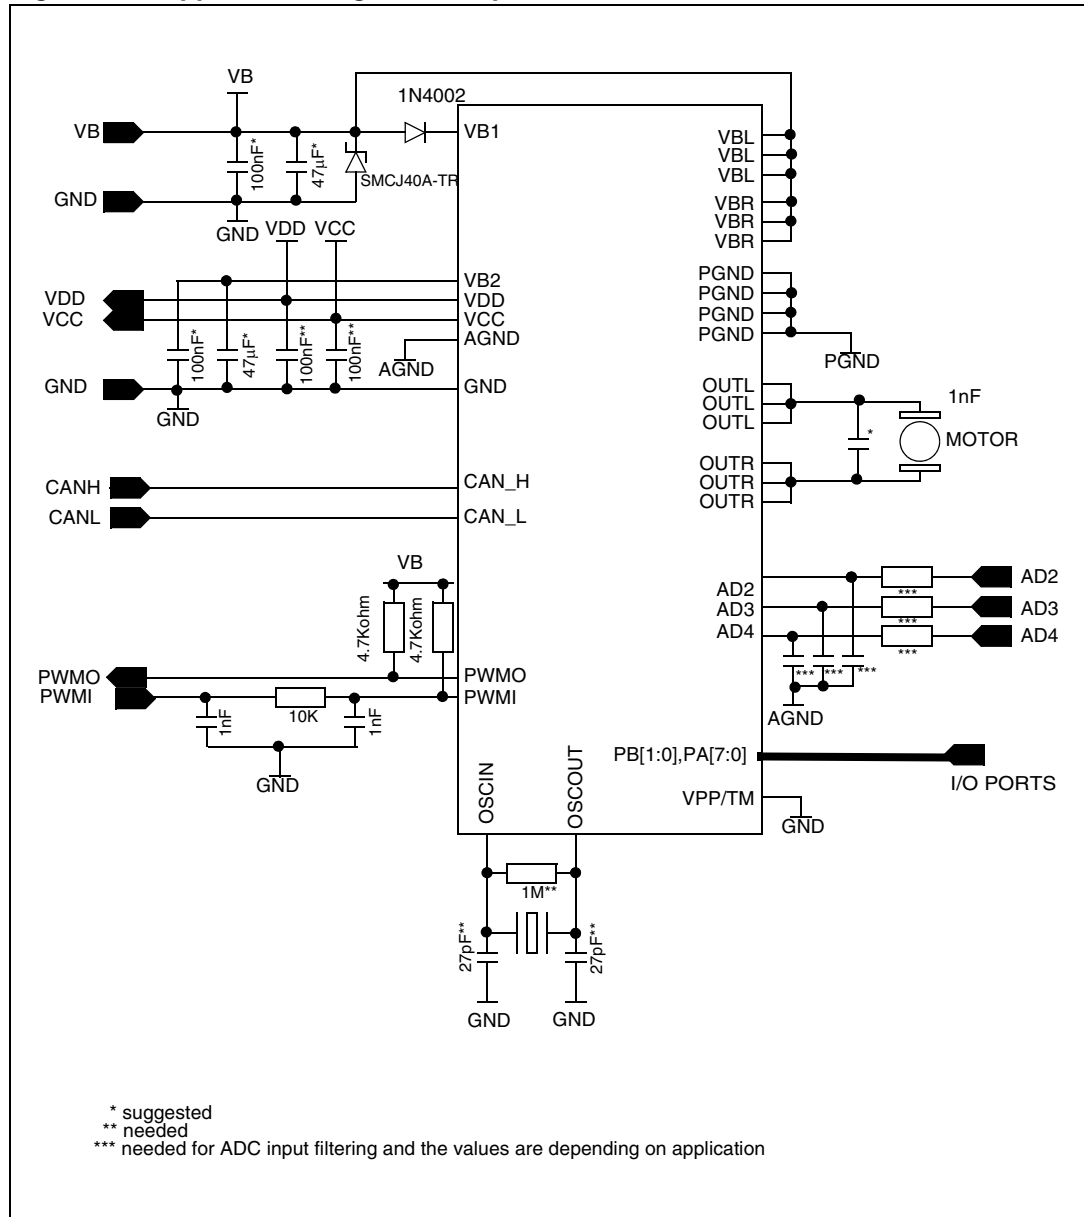 VB
1N4002
VB
VB1
100nF*
47µF*
SMCJ40A-TR
GND
GND
VDD
VCC
VBL
VBL
VBL
VBR
VBR
VBR
VB2
VDD
VDD
VCC
VCC
AGND
AGND
100nF*
47µF*
100nF**
100nF**
GND
GND
GND
PGND
PGND
PGND
PGND
PGND
OUTL
OUTL
OUTL
1nF
*
MOTOR
OUTR
OUTR
OUTR
CANH
CAN_H
CANL
CAN_L
VB
4.7Kohm
4.7Kohm
AD2
AD2
***
AD3
AD3
***
AD4
AD4
***
***
***
***
AGND
PWMO
PWMO
PWMI
PWMI
1nF
10K
1nF
GND
PB[1:0],PA[7:0]
I/O PORTS
VPP/TM
GND
OSCIN
OSCOUT
1M**
27pF**
27pF**
GND
GND
* suggested
** needed
*** needed for ADC input filtering and the values are depending on application